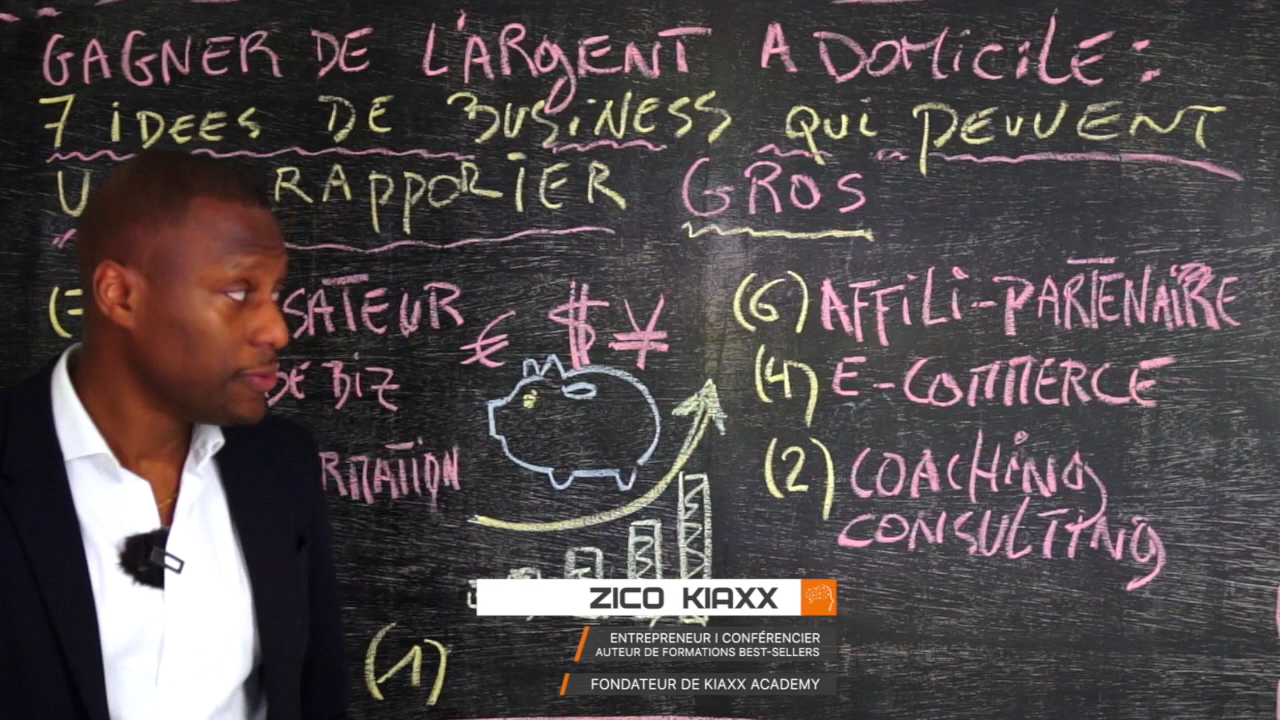 GAGNER DE L'ARGENT A DOMICILE :
7 iDEES DE BUSiNESS QUi PEUVENT
RAPPORTER GROS
SATEUR
€ $ ¥
(6) AFFiLi-PARTENAiRE
DE BiZ
(4) E-COMMERCE
(2) COACHiNG
CONSULTING
(1)
ZICO KIAXX
ENTREPRENEUR I CONFÉRENCIER
AUTEUR DE FORMATIONS BEST-SELLERS
FONDATEUR DE KIAXX ACADEMY